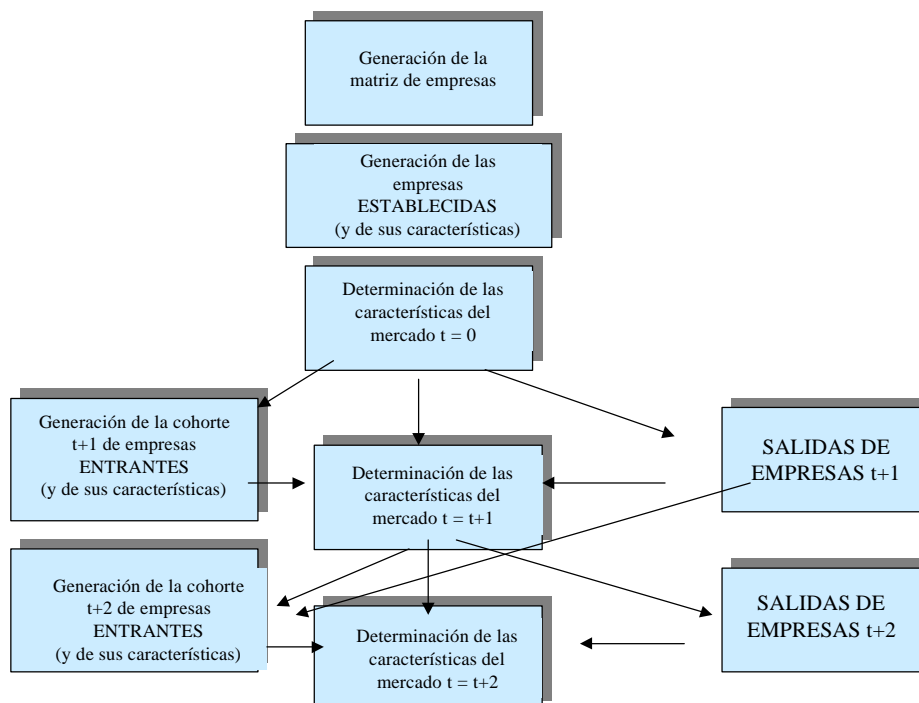 Generación de la
matriz de empresas
Generación de las
empresas
ESTABLECIDAS
(y de sus características)
Determinación de las
características del
mercado t = 0
Generación de la cohorte
t+1 de empresas
ENTRANTES
(y de sus características)
Determinación de las
características del
mercado t = t+1
SALIDAS DE
EMPRESAS t+1
Generación de la cohorte
t+2 de empresas
ENTRANTES
(y de sus características)
Determinación de las
características del
mercado t = t+2
SALIDAS DE
EMPRESAS t+2